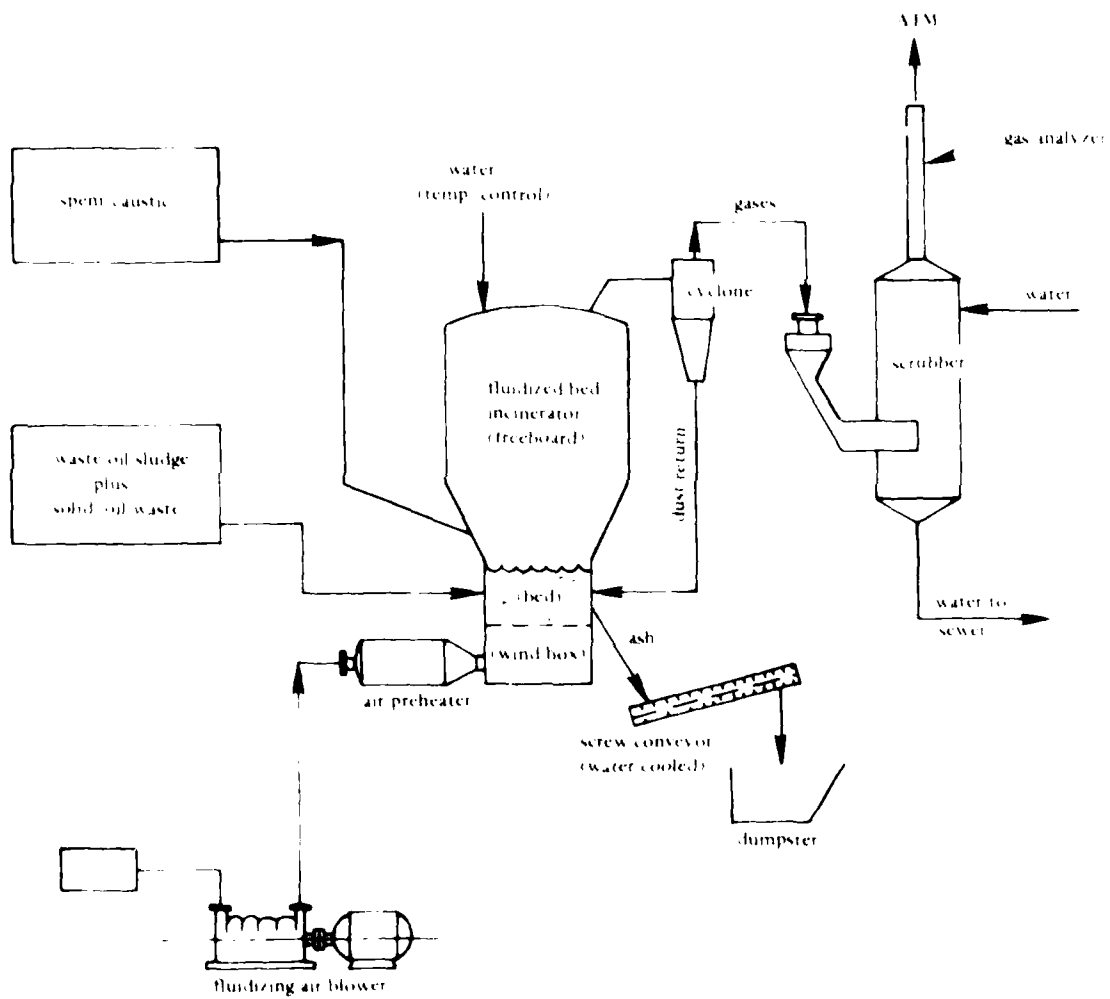 ATM
gas analyzer
spent caustic
water
(temp. control)
gases
cyclone
water
scrubber
fluidized bed
incinerator
(freeboard)
waste oil sludge
plus
solid oil waste
dust return
(bed)
water to
sewer
ash
(wind box)
air preheater
screw conveyor
(water cooled)
dumpster
fluidizing air blower